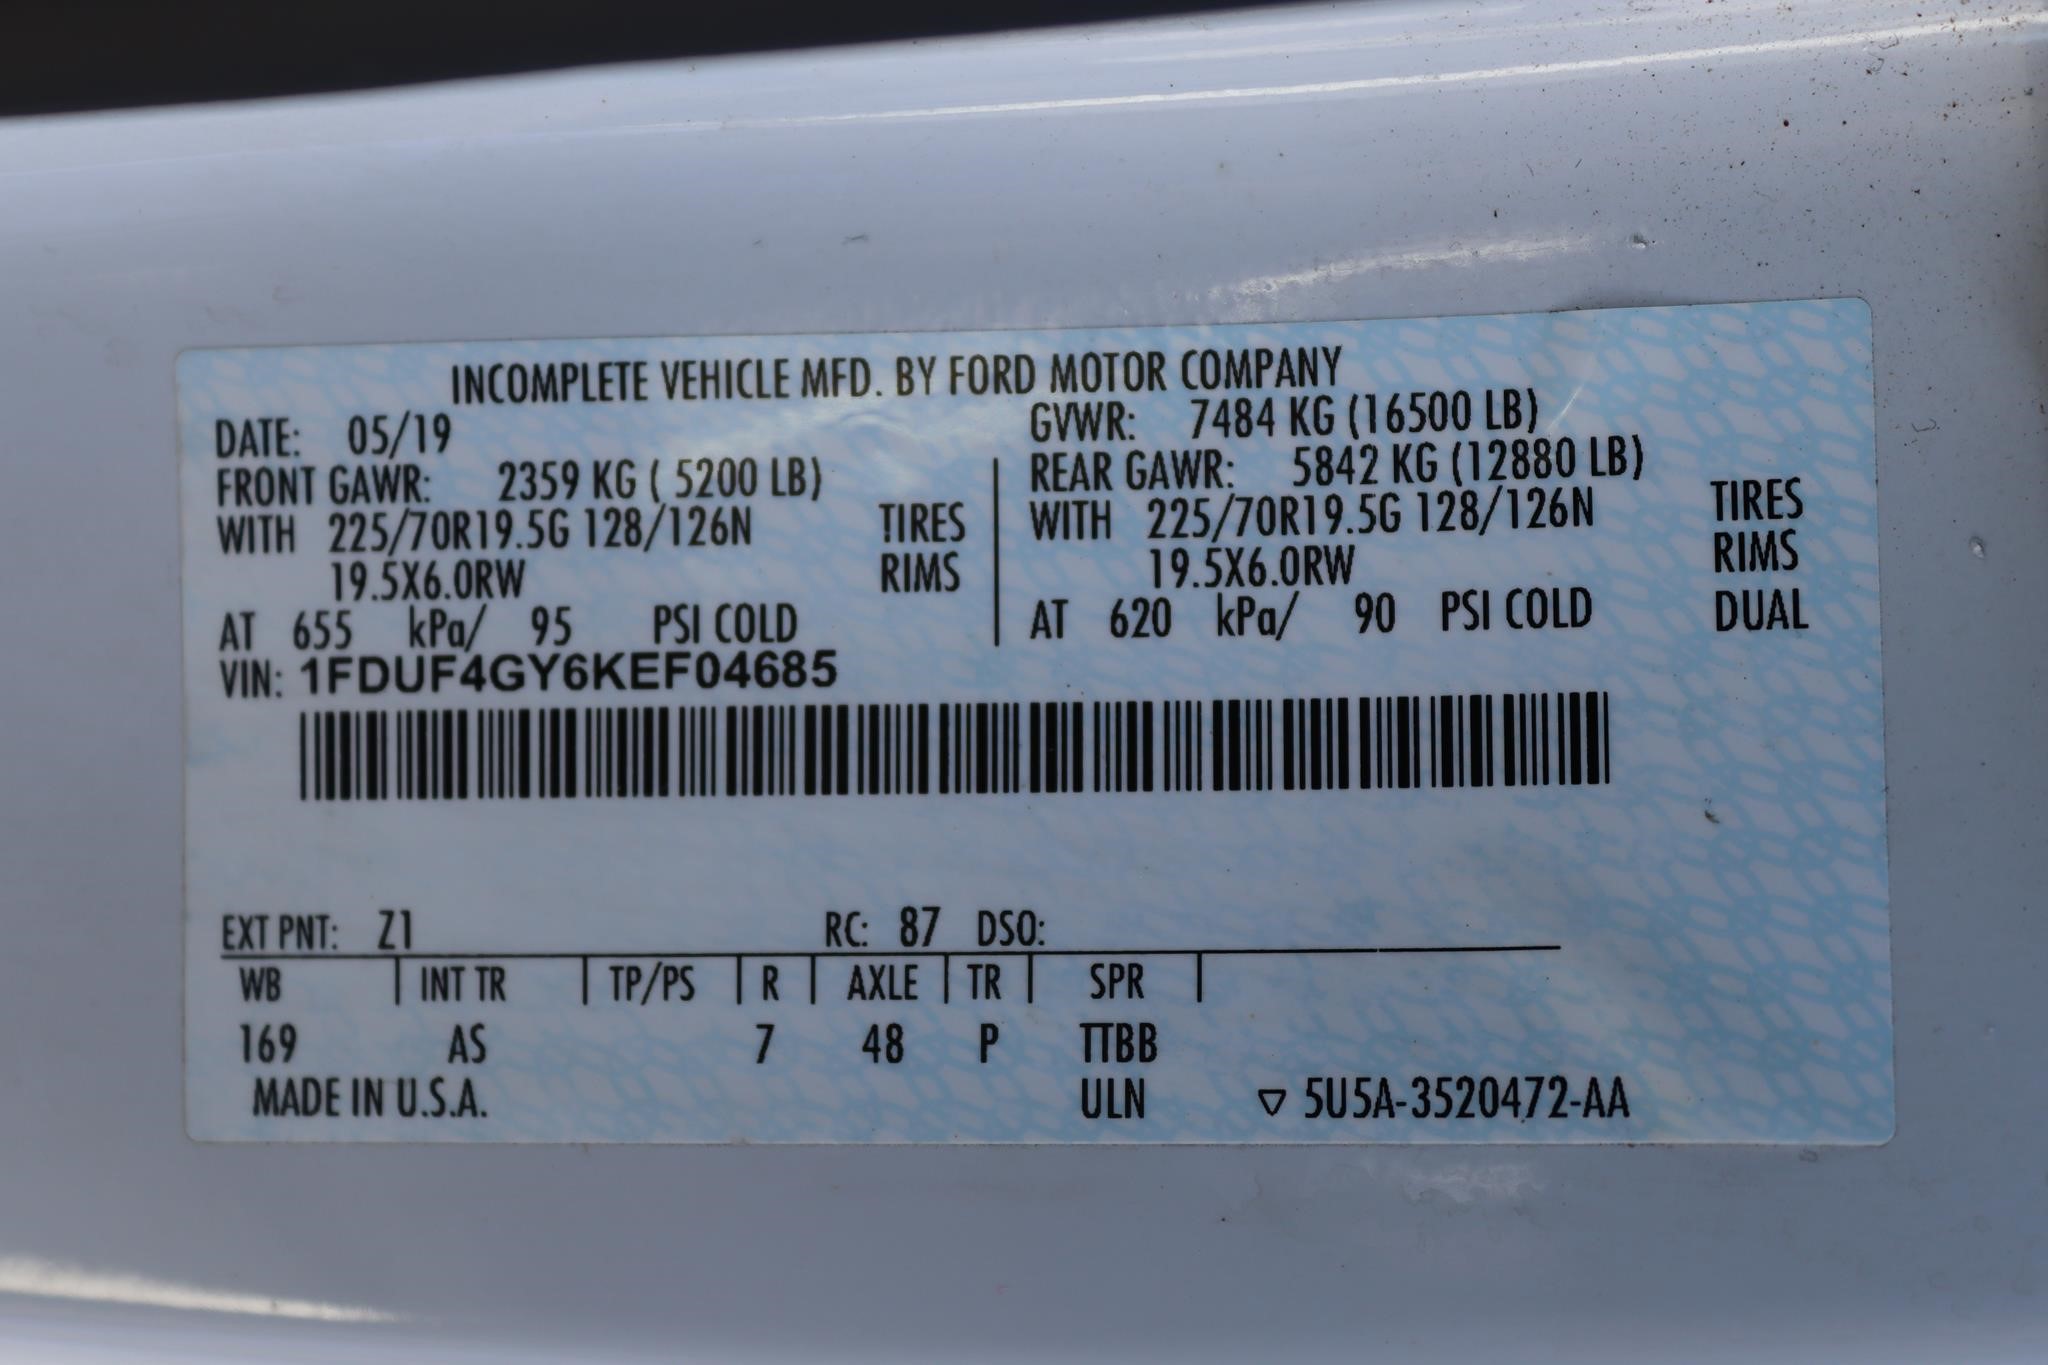 INCOMPLETE VEHICLE MFD. BY FORD MOTOR COMPANY
DATE: 05/19 GVWR: 7484 KG (16500 LB)
FRONT GAWR: 2359 KG ( 5200 LB) REAR GAWR: 5842 KG (12880 LB)
WITH 225/70R19.5G 128/126N TIRES WITH 225/70R19.5G 128/126N TIRES
19.5X6.0RW RIMS 19.5X6.0RW RIMS
AT 655 kPa/ 95 PSI COLD AT 620 kPa/ 90 PSI COLD DUAL
VIN: 1FDUF4GY6KEF04685
EXT PNT: Z1 RC: 87 DSO:
WB INT TR TP/PS R AXLE TR SPR
169 AS 7 48 P TTBB
MADE IN U.S.A. ULN ▽ 5U5A-3520472-AA